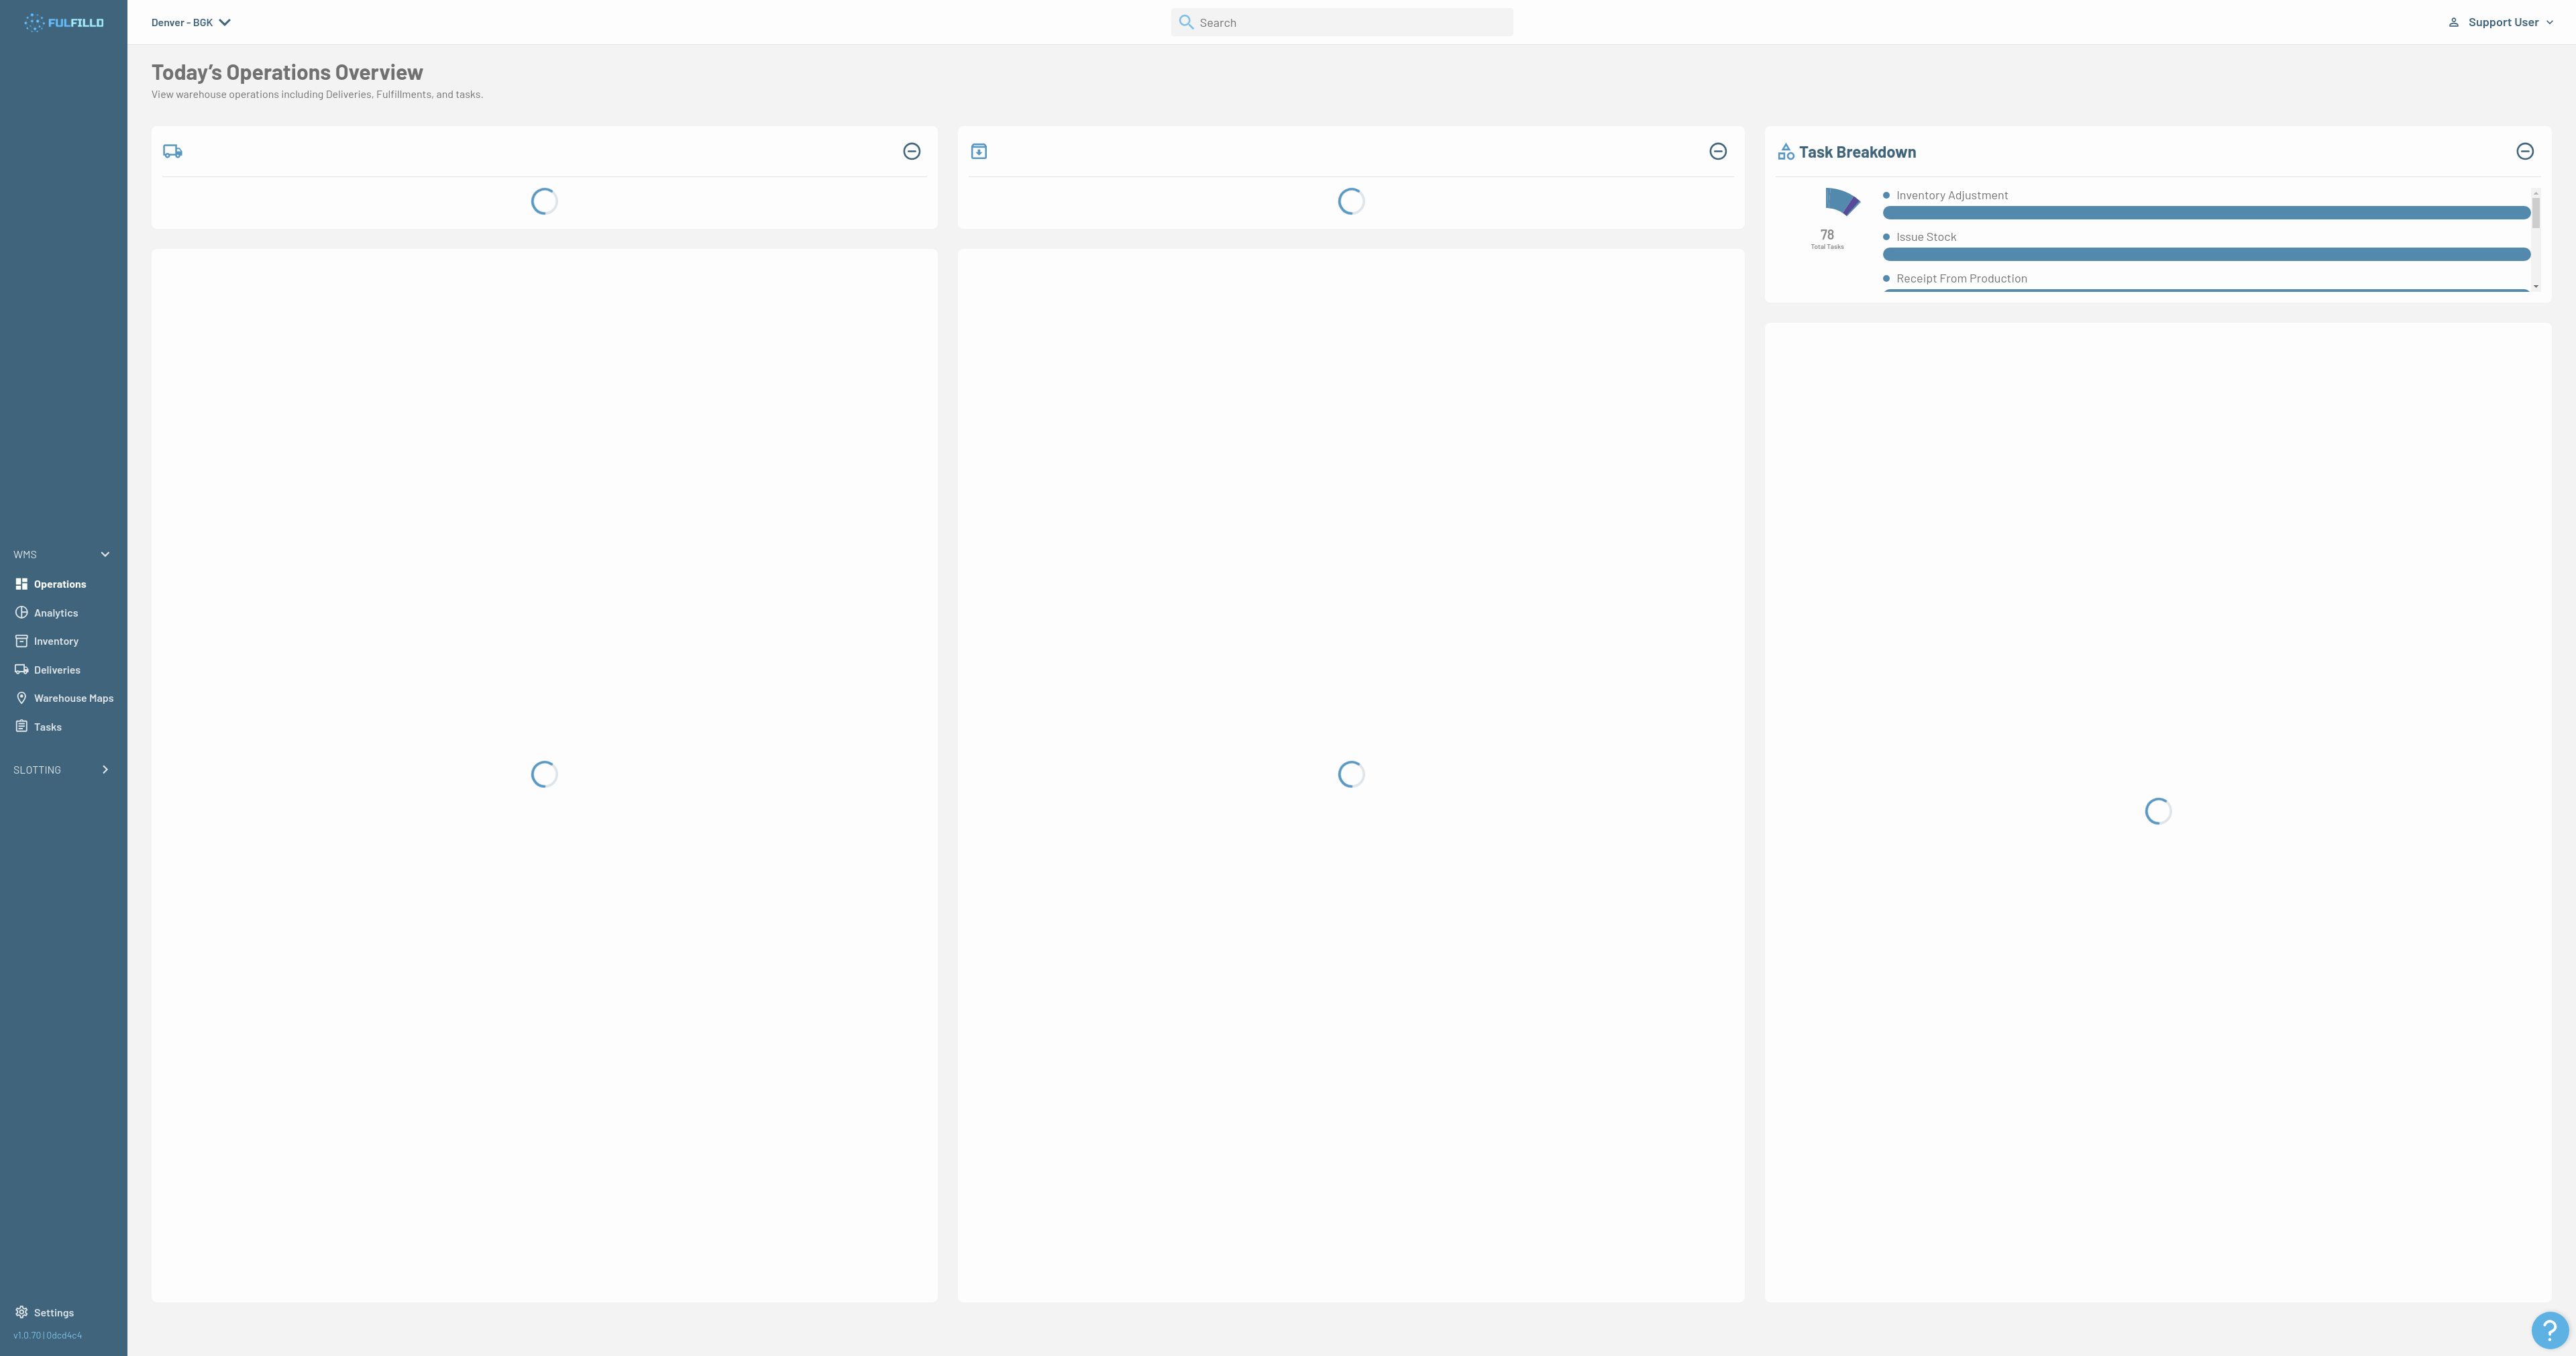 FULFILLD
Denver - BGK
Search
Support User
Today’s Operations Overview
View warehouse operations including Deliveries, Fulfillments, and tasks.
Task Breakdown
78
Total Tasks
Inventory Adjustment
Issue Stock
Receipt From Production
WMS
Operations
Analytics
Inventory
Deliveries
Warehouse Maps
Tasks
SLOTTING
Settings
v1.0.70 | 0dcd4c4